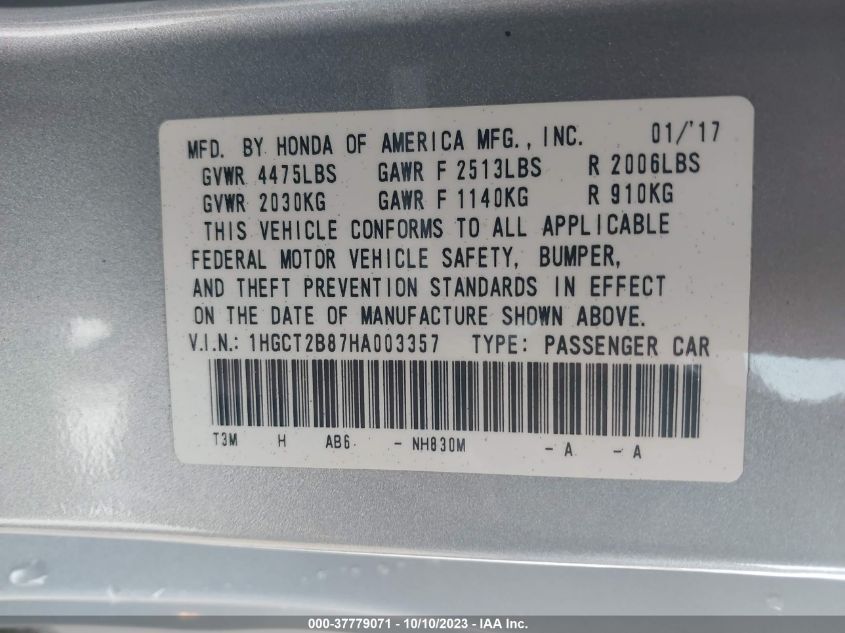 MFD. BY HONDA OF AMERICA MFG., INC. 01/'17
GVWR 4475LBS GAWR F 2513LBS R 2006LBS
GVWR 2030KG GAWR F 1140KG R 910KG
THIS VEHICLE CONFORMS TO ALL APPLICABLE
FEDERAL MOTOR VEHICLE SAFETY, BUMPER,
AND THEFT PREVENTION STANDARDS IN EFFECT
ON THE DATE OF MANUFACTURE SHOWN ABOVE.
V.I.N.: 1HGCT2B87HA003357 TYPE: PASSENGER CAR
T3M H AB6 - NH830M - A - A
000-37779071 - 10/10/2023 - IAA Inc.